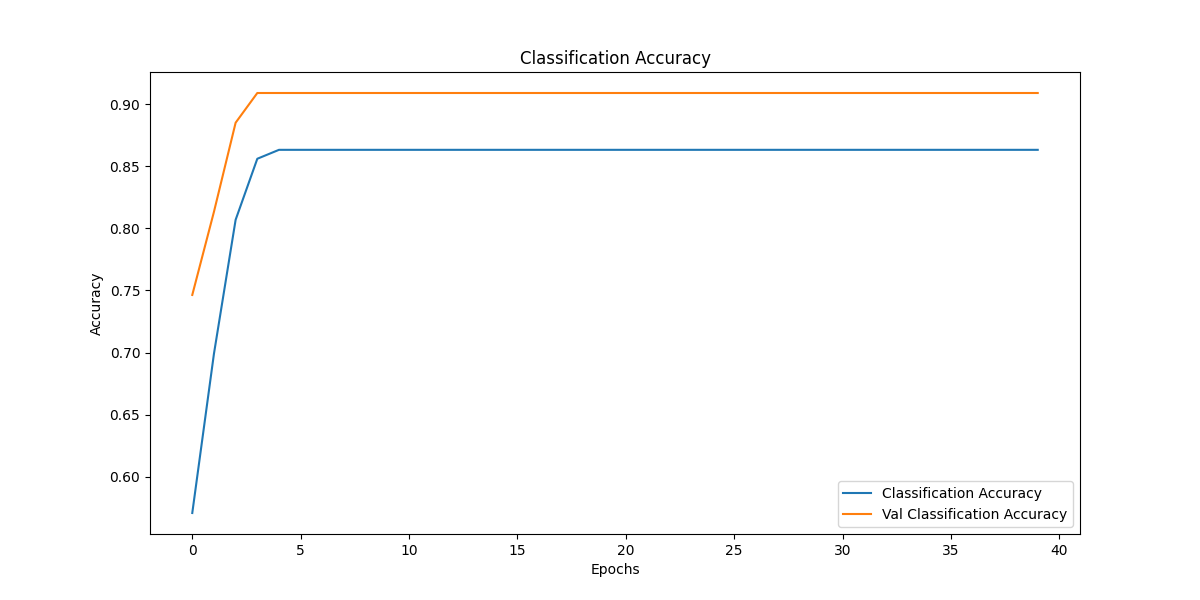 Classification Accuracy
Accuracy
0.90
0.85
0.80
0.75
0.70
0.65
0.60
0 5 10 15 20 25 30 35 40
Epochs
Classification Accuracy
Val Classification Accuracy